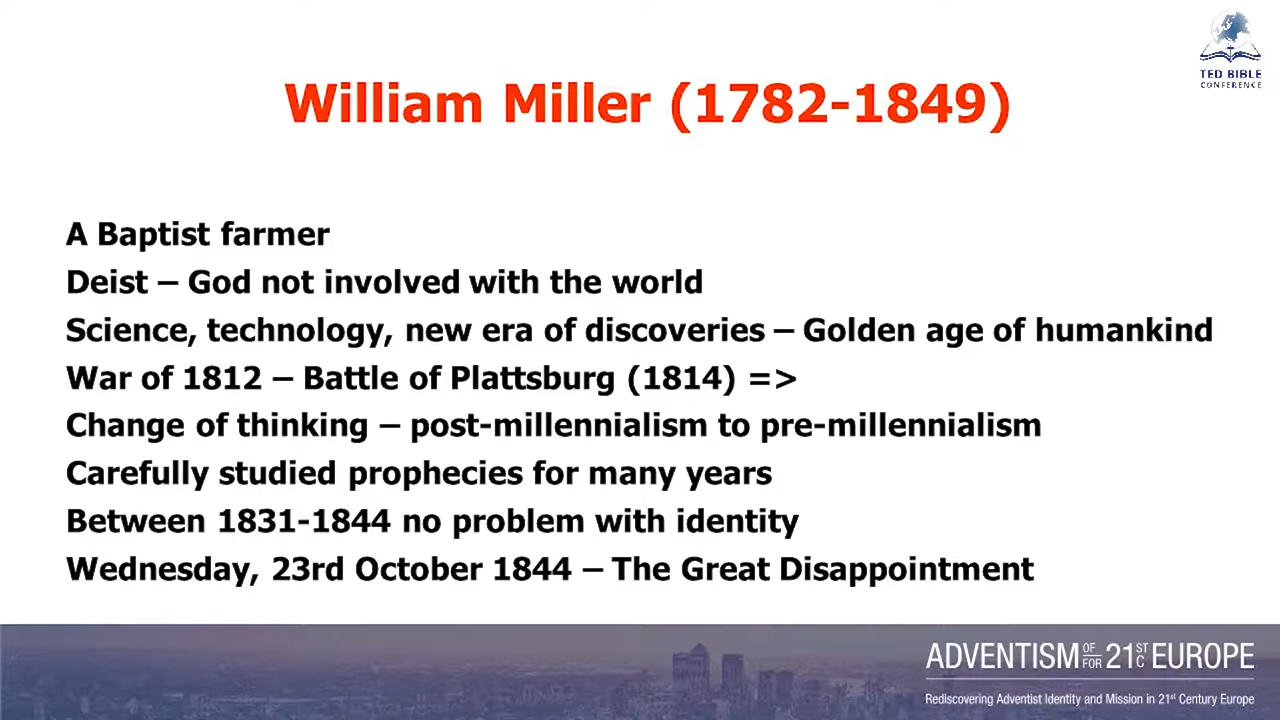 TED BIBLE
CONFERENCE
William Miller (1782-1849)
A Baptist farmer
Deist – God not involved with the world
Science, technology, new era of discoveries – Golden age of humankind
War of 1812 – Battle of Plattsburg (1814) =>
Change of thinking – post-millennialism to pre-millennialism
Carefully studied prophecies for many years
Between 1831-1844 no problem with identity
Wednesday, 23rd October 1844 – The Great Disappointment
ADVENTISM OF/FOR 21ST C EUROPE
Rediscovering Adventist Identity and Mission in 21st Century Europe